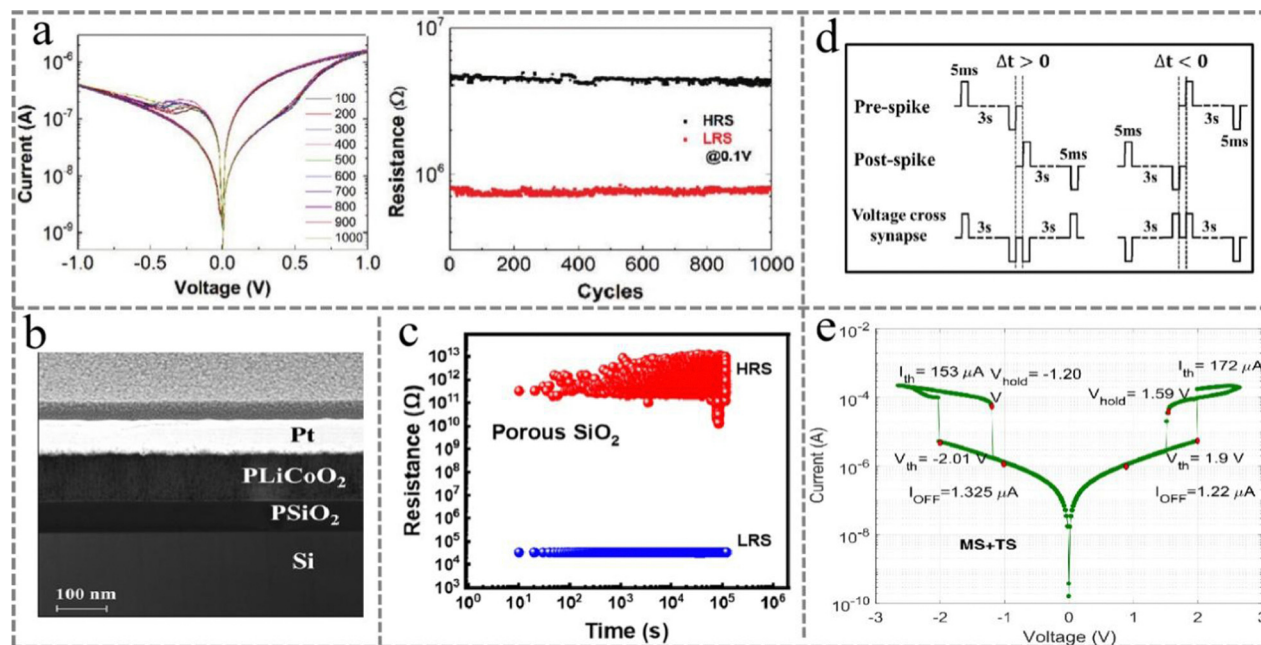 a
Current (A)
10⁻⁶
10⁻⁷
10⁻⁸
10⁻⁹
-1.0
-0.5
0.0
0.5
1.0
Voltage (V)
100
200
300
400
500
600
700
800
900
1000
Resistance (Ω)
10⁷
10⁶
HRS
LRS
@0.1V
0
200
400
600
800
1000
Cycles
d
Δt > 0
Δt < 0
5ms
5ms
Pre-spike
3s
3s
5ms
5ms
Post-spike
3s
3s
Voltage cross
synapse
3s
3s
3s
3s
b
Pt
PLiCoO₂
PSiO₂
Si
100 nm
c
Resistance (Ω)
10¹³
10¹²
10¹¹
10¹⁰
10⁹
10⁸
10⁷
10⁶
10⁵
10⁴
10³
HRS
Porous SiO₂
LRS
10⁰
10¹
10²
10³
10⁴
10⁵
10⁶
Time (s)
e
Current (A)
10⁻²
10⁻⁴
10⁻⁶
10⁻⁸
10⁻¹⁰
I_th = 153 μA
V_hold = -1.20
V
I_th = 172 μA
V_hold = 1.59 V
V_th = -2.01 V
V_th = 1.9 V
I_OFF=1.325 μA
I_OFF=1.22 μA
MS+TS
-3
-2
-1
0
1
2
3
Voltage (V)